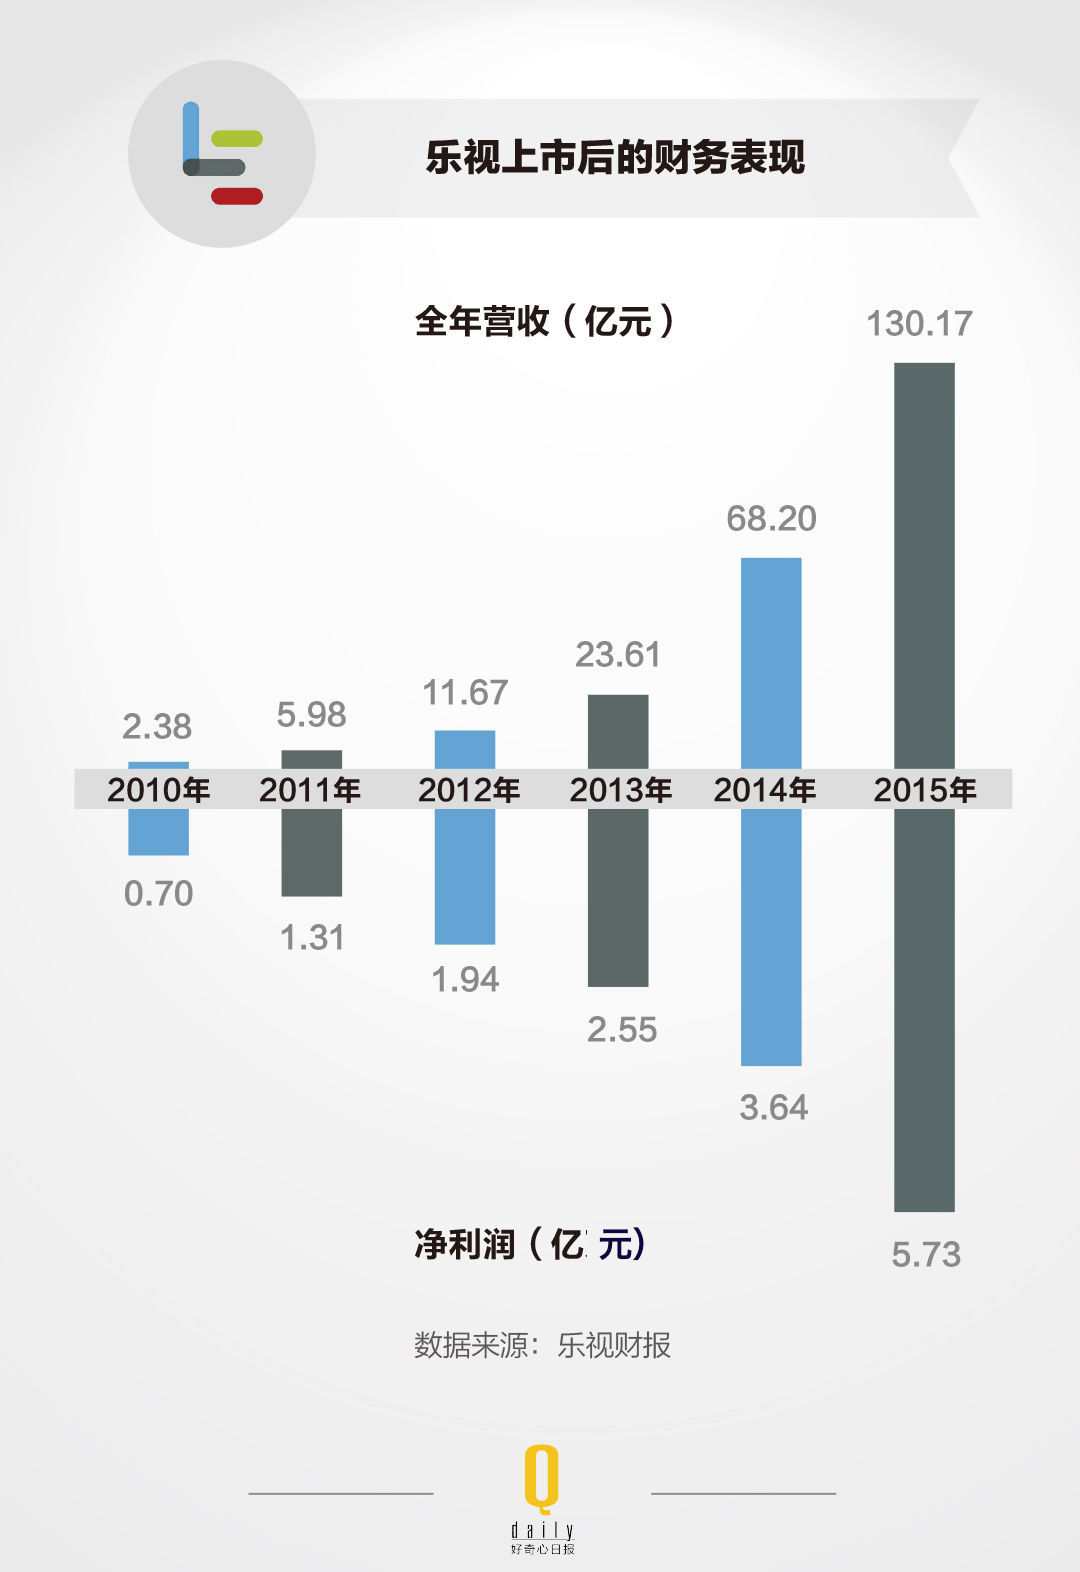 乐视上市后的财务表现
全年营收（亿元）
130.17
68.20
23.61
11.67
5.98
2.38
2010年 2011年 2012年 2013年 2014年 2015年
0.70
1.31
1.94
2.55
3.64
5.73
净利润（亿元)
数据来源：乐视财报
Q
daily
好奇心日报